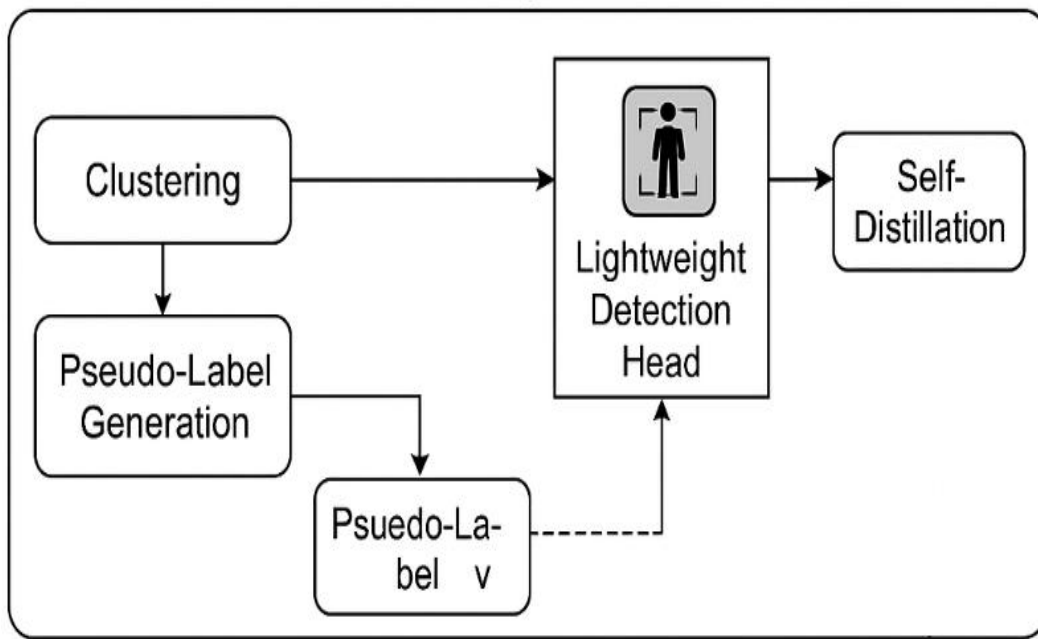 Clustering
Pseudo-Label
Generation
Psuedo-La-
bel v
Lightweight
Detection
Head
Self-
Distillation